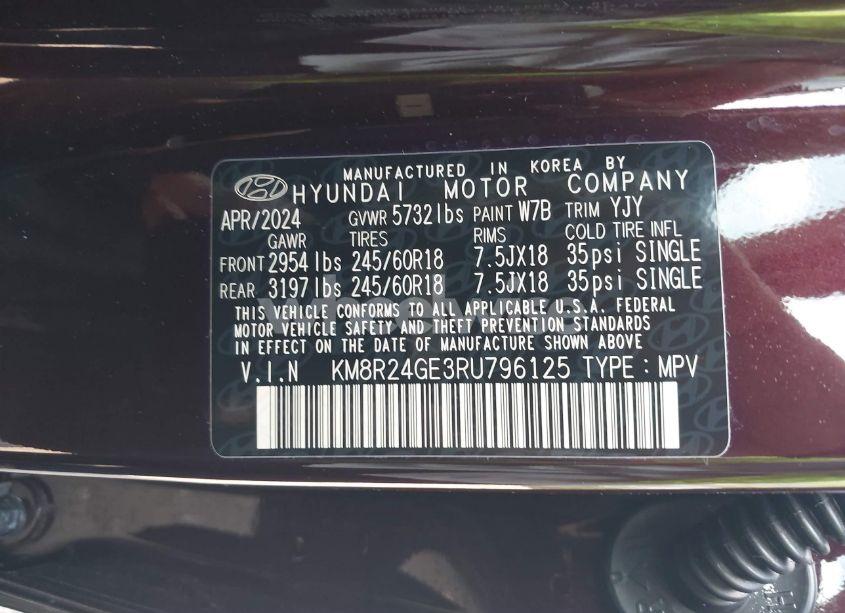 MANUFACTURED IN KOREA BY
HYUNDAI MOTOR COMPANY
APR/2024 GVWR 5732lbs PAINT W7B TRIM YJY
GAWR TIRES RIMS COLD TIRE INFL
FRONT 2954lbs 245/60R18 7.5JX18 35psi SINGLE
REAR 3197lbs 245/60R18 7.5JX18 35psi SINGLE
THIS VEHICLE CONFORMS TO ALL APPLICABLE U.S.A. FEDERAL
MOTOR VEHICLE SAFETY AND THEFT PREVENTION STANDARDS
IN EFFECT ON THE DATE OF MANUFACTURE SHOWN ABOVE
V.I.N KM8R24GE3RU796125 TYPE : MPV